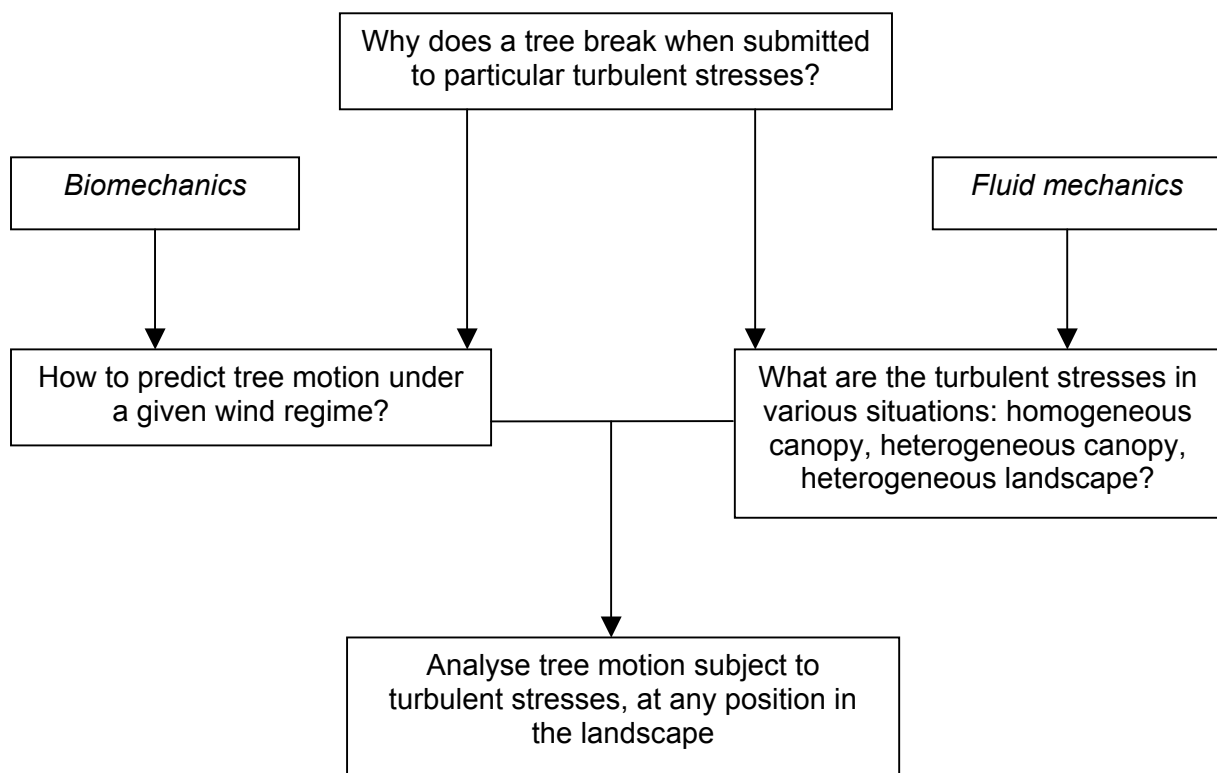 Why does a tree break when submitted
to particular turbulent stresses?
Biomechanics
Fluid mechanics
How to predict tree motion under
a given wind regime?
What are the turbulent stresses in
various situations: homogeneous
canopy, heterogeneous canopy,
heterogeneous landscape?
Analyse tree motion subject to
turbulent stresses, at any position in
the landscape